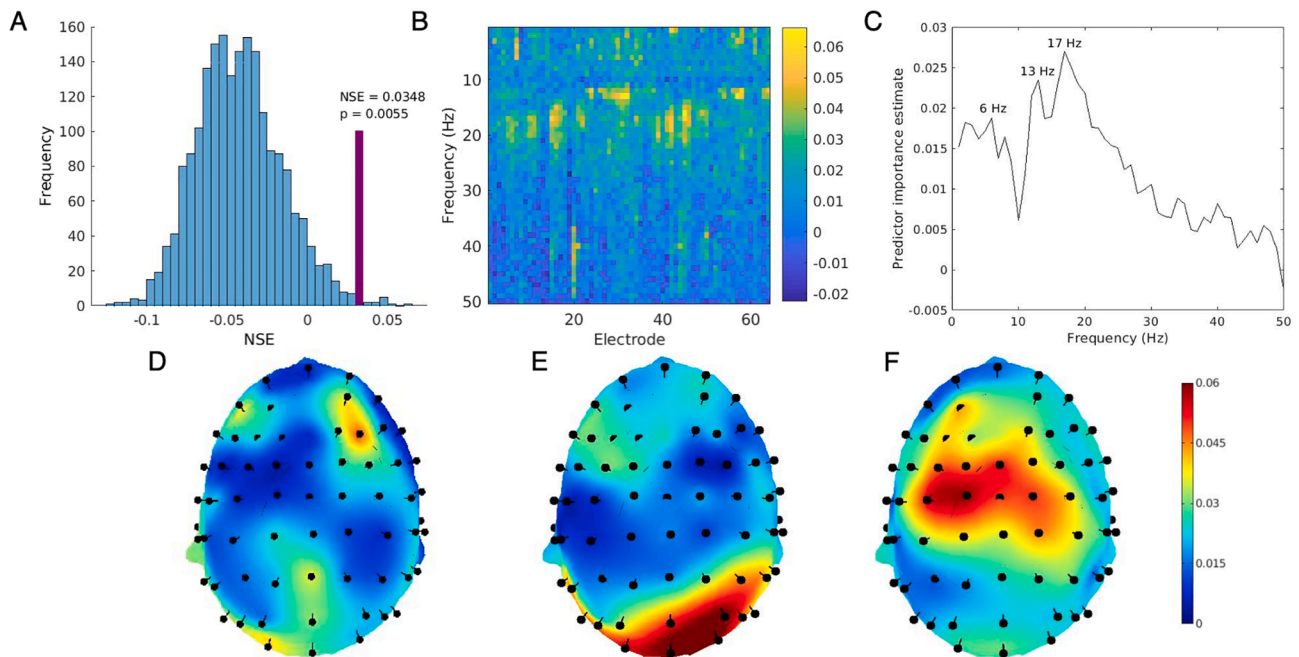 A
160
140
120
100
80
60
40
20
0
Frequency
NSE = 0.0348
p = 0.0055
-0.1
-0.05
0
0.05
NSE
B
10
20
30
40
50
Frequency (Hz)
20
40
60
Electrode
0.06
0.05
0.04
0.03
0.02
0.01
0
-0.01
-0.02
C
0.03
0.025
0.02
0.015
0.01
0.005
0
-0.005
Predictor importance estimate
6 Hz
13 Hz
17 Hz
0
10
20
30
40
50
Frequency (Hz)
D
E
F
0.06
0.045
0.03
0.015
0